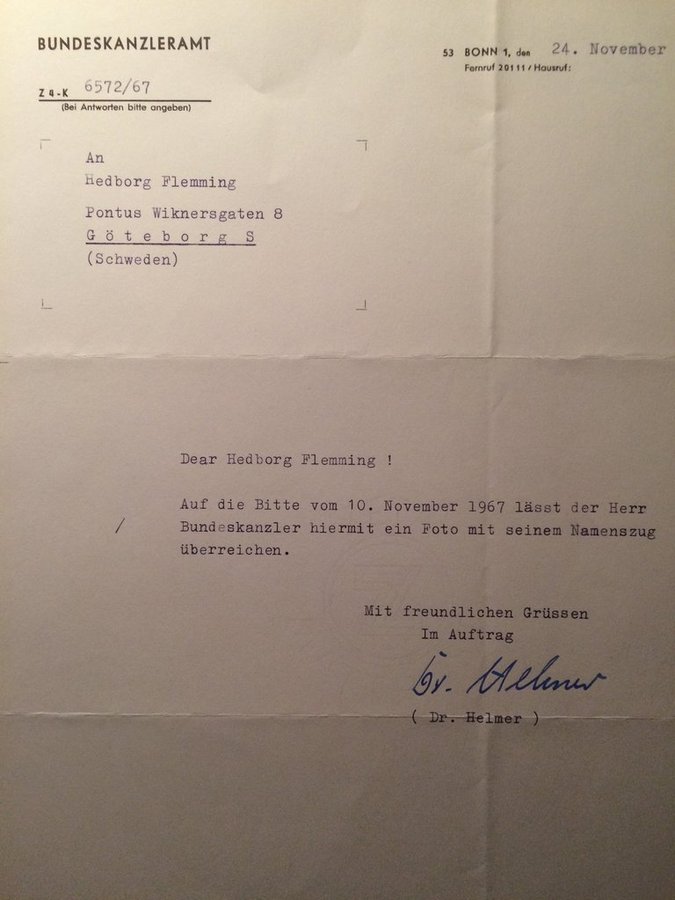 BUNDESKANZLERAMT
53 BONN 1, den 24. November
Fernruf 20111 / Hausruf:
Z 4 - K 6572/67
(Bei Antworten bitte angeben)
An
Hedborg Flemming
Pontus Wiknersgaten 8
Göteborg S
(Schweden)
Dear Hedborg Flemming !
Auf die Bitte vom 10. November 1967 lässt der Herr
/ Bundeskanzler hiermit ein Foto mit seinem Namenszug
überreichen.
Mit freundlichen Grüssen
Im Auftrag
Dr. Helmer
( Dr. Helmer )